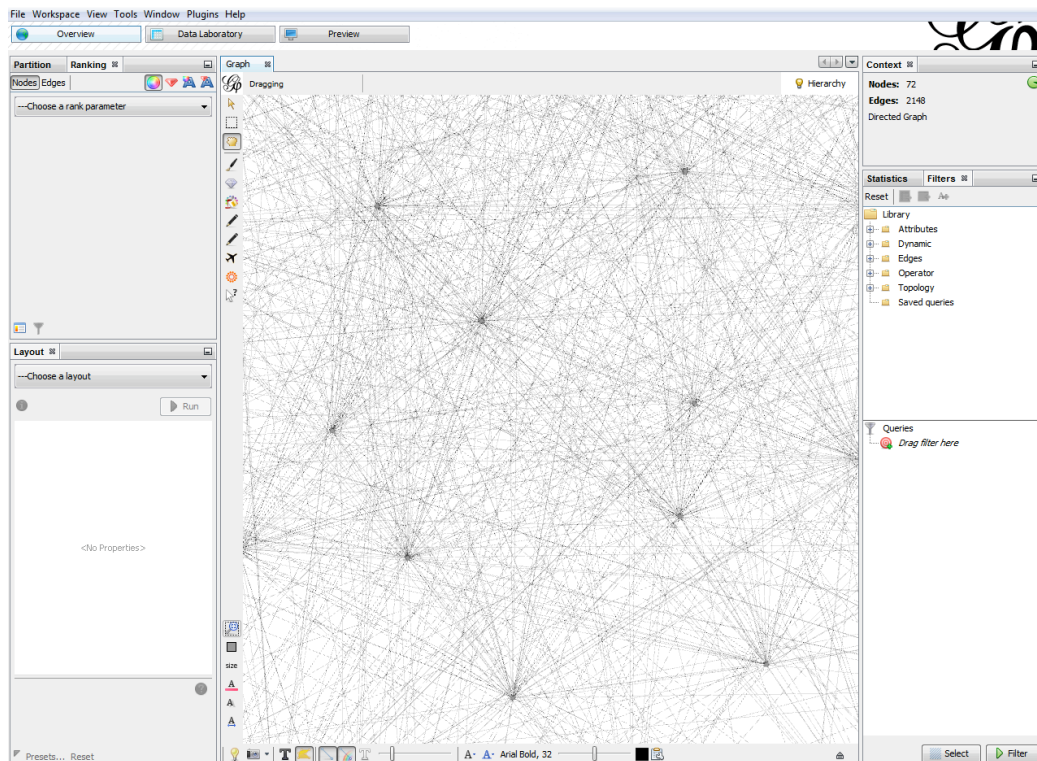 File Workspace View Tools Window Plugins Help
Overview Data Laboratory Preview
Partition Ranking
Nodes Edges
---Choose a rank parameter
Layout
---Choose a layout
Run
<No Properties>
Presets... Reset
Graph
Dragging Hierarchy
size
A
A
A
T T A- A- Arial Bold, 32
Context
Nodes: 72
Edges: 2148
Directed Graph
Statistics Filters
Reset
Library
Attributes
Dynamic
Edges
Operator
Topology
Saved queries
Queries
Drag filter here
Select Filter